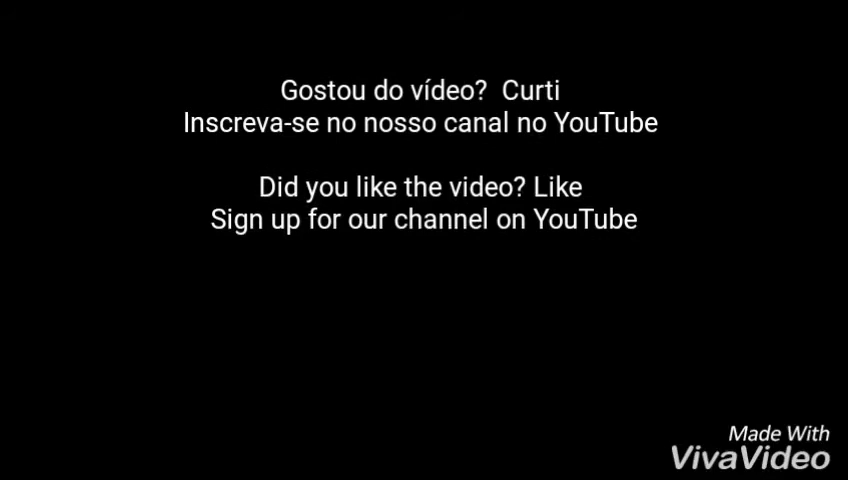 Gostou do vídeo? Curti
Inscreva-se no nosso canal no YouTube
Did you like the video? Like
Sign up for our channel on YouTube
Made With
VivaVideo